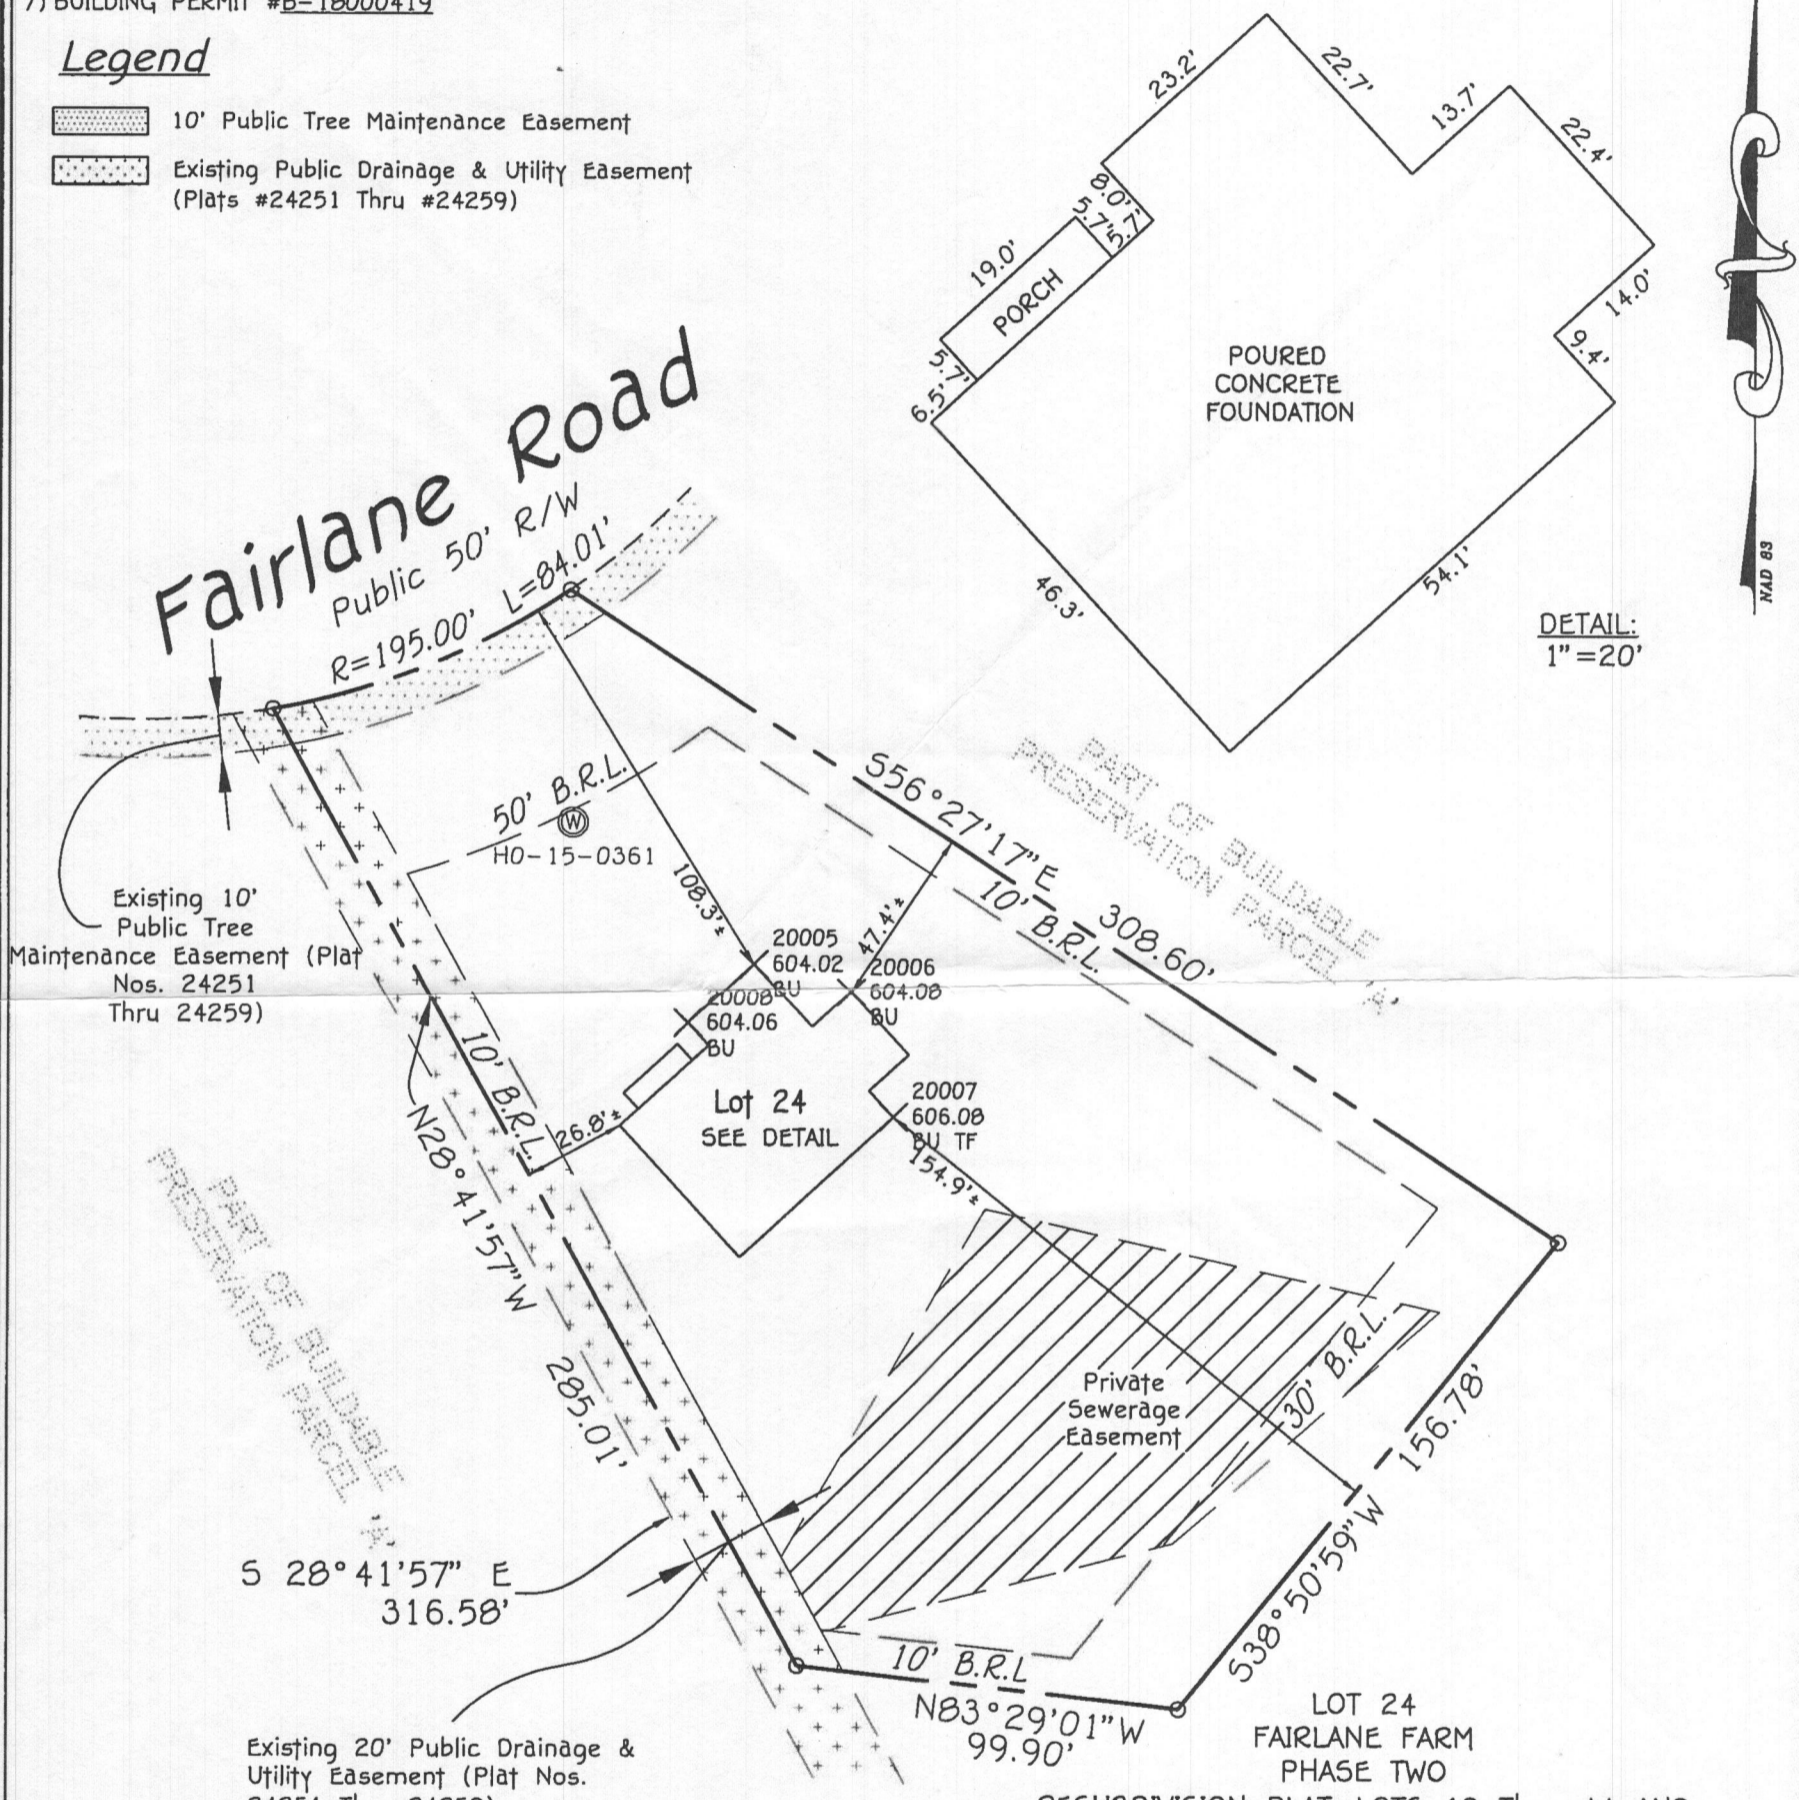 7) BUILDING PERMIT #B-18000419
Legend
10' Public Tree Maintenance Easement
Existing Public Drainage & Utility Easement
(Plats #24251 Thru #24259)
23.2'
22.7'
13.7'
22.4'
8.0'
5.7'
5.7'
19.0'
PORCH
14.0'
9.4'
5.7'
6.5'
POURED
CONCRETE
FOUNDATION
46.3'
54.1'
DETAIL:
1"=20'
NAD 83
Fairlane Road
Public 50' R/W
R=195.00' L=84.01'
50' B.R.L.
W
HO-15-0361
108.3'±
47.4'±
S56°27'17"E 308.60'
10' B.R.L.
PART OF BUILDABLE
PRESERVATION PARCEL 'A'
Existing 10'
Public Tree
Maintenance Easement (Plat
Nos. 24251
Thru 24259)
20005
604.02
BU
20006
604.08
BU
20008
604.06
BU
20007
606.08
BU TF
Lot 24
SEE DETAIL
10' B.R.L.
26.8'±
154.9'±
N28°41'57"W 285.01'
PART OF BUILDABLE
PRESERVATION PARCEL 'A'
Private
Sewerage
Easement
30' B.R.L.
S38°50'59"W 156.78'
S 28°41'57" E
316.58'
10' B.R.L
N83°29'01"W
99.90'
Existing 20' Public Drainage &
Utility Easement (Plat Nos.
LOT 24
FAIRLANE FARM
PHASE TWO